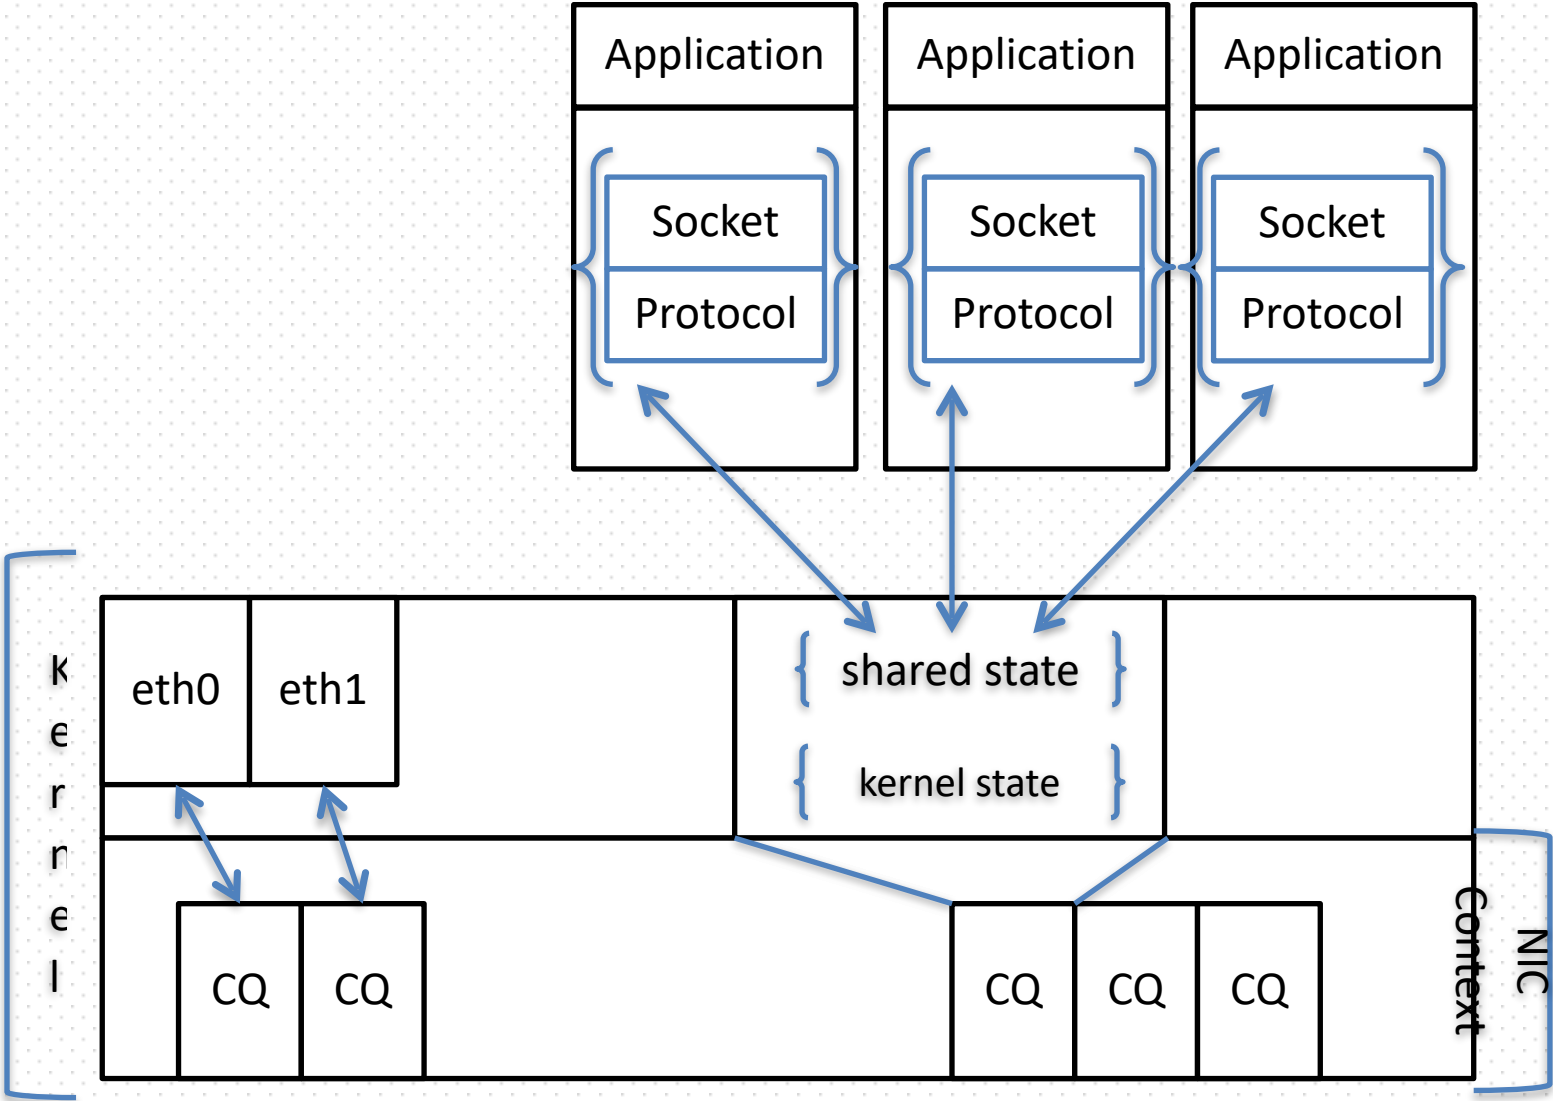 Application
Application
Application
Socket
Socket
Socket
Protocol
Protocol
Protocol
Kernel
eth0
eth1
shared state
kernel state
NIC
Context
CQ
CQ
CQ
CQ
CQ